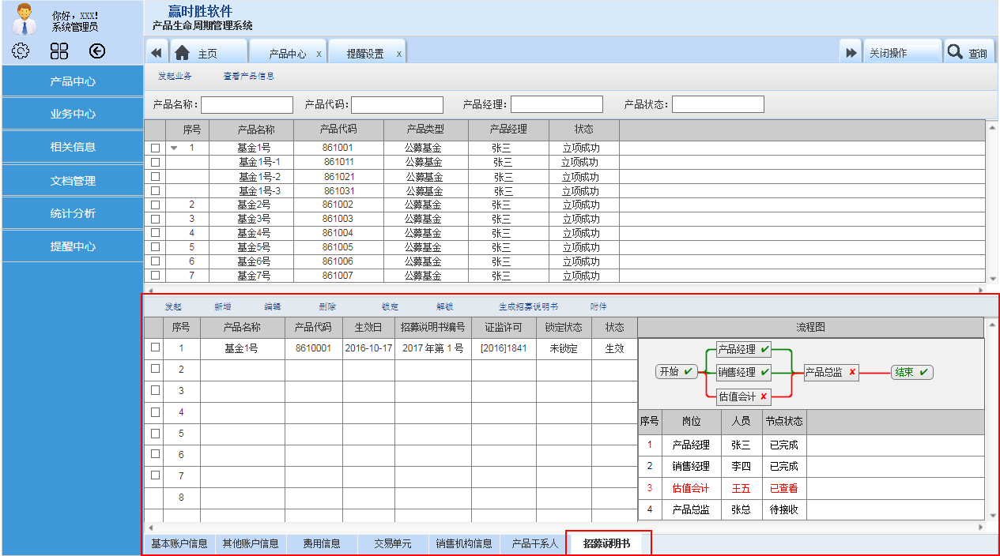 你好，XXX!
系统管理员
赢时胜软件
产品生命周期管理系统
主页 产品中心 x 提醒设置 x 关闭操作 查询
产品中心
业务中心
相关信息
文档管理
统计分析
提醒中心
发起业务 查看产品信息
产品名称： 产品代码： 产品经理： 产品状态：
序号 产品名称 产品代码 产品类型 产品经理 状态
1 基金1号 861001 公募基金 张三 立项成功
基金1号-1 861011 公募基金 张三 立项成功
基金1号-2 861021 公募基金 张三 立项成功
基金1号-3 861031 公募基金 张三 立项成功
2 基金2号 861002 公募基金 张三 立项成功
3 基金3号 861003 公募基金 张三 立项成功
4 基金4号 861004 公募基金 张三 立项成功
5 基金5号 861005 公募基金 张三 立项成功
6 基金6号 861006 公募基金 张三 立项成功
7 基金7号 861007 公募基金 张三 立项成功
发起 新增 编辑 删除 锁定 解锁 生成招募说明书 附件
序号 产品名称 产品代码 生效日 招募说明书编号 证监许可 锁定状态 状态
1 基金1号 8610001 2016-10-17 2017 年第 1 号 [2016]1841 未锁定 生效
2
3
4
5
6
7
8
流程图
产品经理 ✔
开始 ✔ 销售经理 ✔ 产品总监 ✘ 结束 ✔
估值会计 ✘
序号 岗位 人员 节点状态
1 产品经理 张三 已完成
2 销售经理 李四 已完成
3 估值会计 王五 已查看
4 产品总监 张总 待接收
基本账户信息 其他账户信息 费用信息 交易单元 销售机构信息 产品干系人 招募说明书